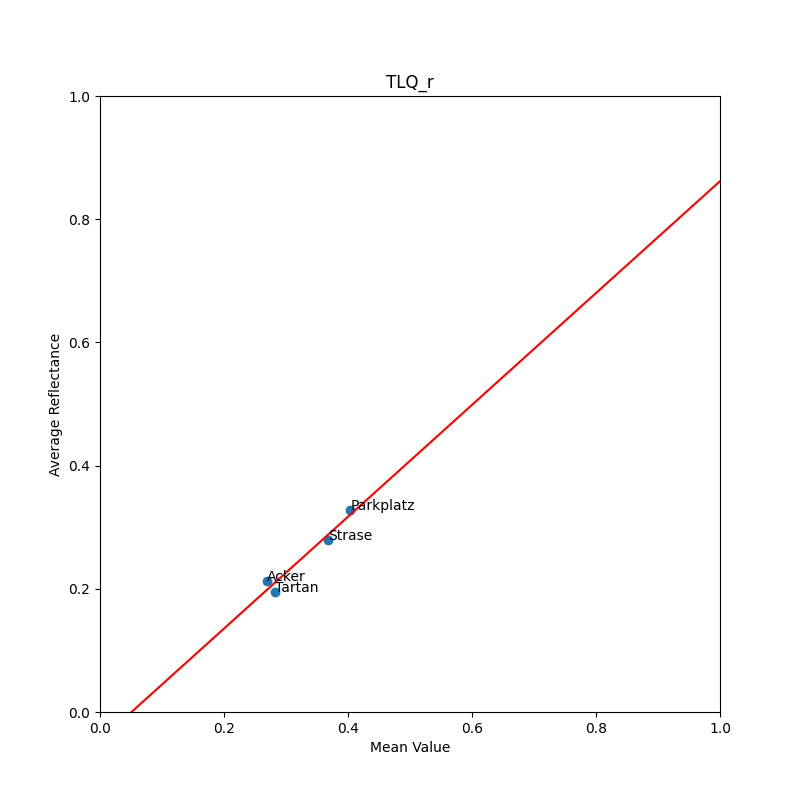 TLQ_r
1.0
0.8
0.6
0.4
0.2
0.0
Average Reflectance
Parkplatz
Strase
Acker
Tartan
0.0 0.2 0.4 0.6 0.8 1.0
Mean Value